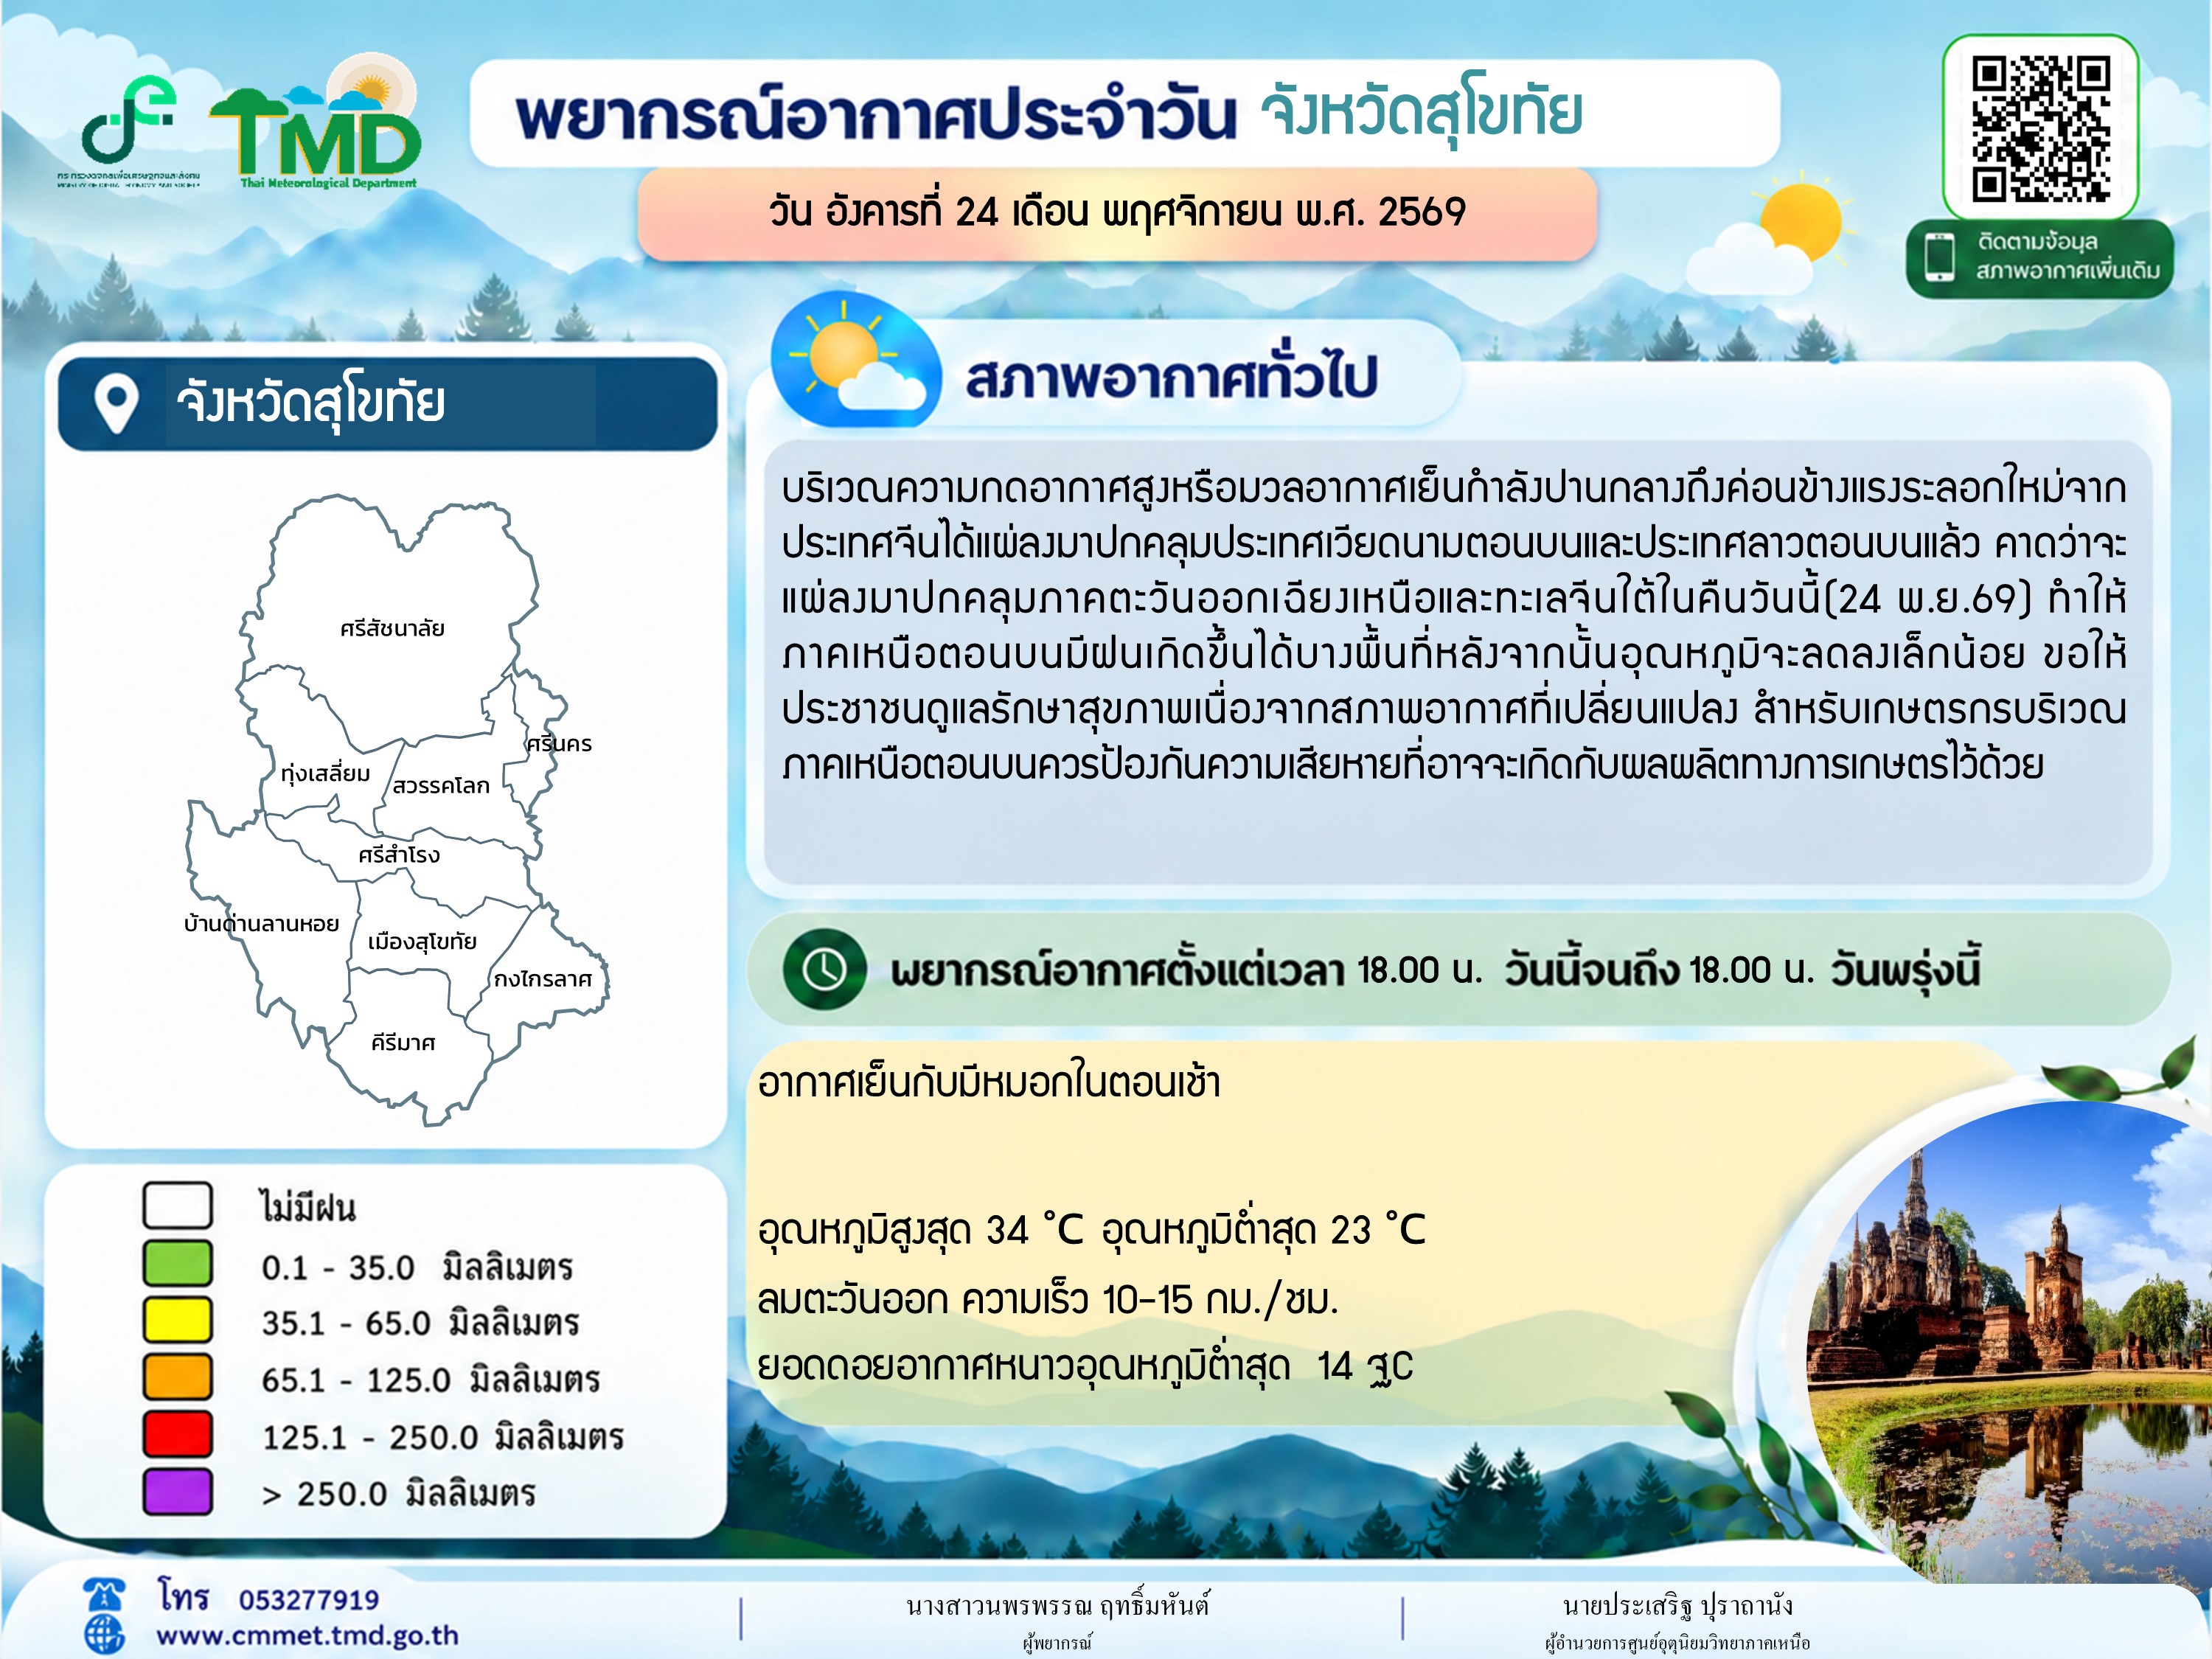 TMD
Thai Meteorological Department
พยากรณ์อากาศประจำวัน จังหวัดสุโขทัย
วัน อังคารที่ 24 เดือน พฤศจิกายน พ.ศ. 2569
ติดตามข้อมูล
สภาพอากาศเพิ่มเติม
จังหวัดสุโขทัย
ศรีสัชนาลัย
ศรีนคร
ทุ่งเสลี่ยม
สวรรคโลก
ศรีสำโรง
บ้านด่านลานหอย
เมืองสุโขทัย
กงไกรลาศ
คีรีมาศ
ไม่มีฝน
0.1 - 35.0 มิลลิเมตร
35.1 - 65.0 มิลลิเมตร
65.1 - 125.0 มิลลิเมตร
125.1 - 250.0 มิลลิเมตร
> 250.0 มิลลิเมตร
สภาพอากาศทั่วไป
บริเวณความกดอากาศสูงหรือมวลอากาศเย็นกำลังปานกลางถึงค่อนข้างแรงระลอกใหม่จาก
ประเทศจีนได้แผ่ลงมาปกคลุมประเทศเวียดนามตอนบนและประเทศลาวตอนบนแล้ว คาดว่าจะ
แผ่ลงมาปกคลุมภาคตะวันออกเฉียงเหนือและทะเลจีนใต้ในคืนวันนี้(24 พ.ย.69) ทำให้
ภาคเหนือตอนบนมีฝนเกิดขึ้นได้บางพื้นที่หลังจากนั้นอุณหภูมิจะลดลงเล็กน้อย ขอให้
ประชาชนดูแลรักษาสุขภาพเนื่องจากสภาพอากาศที่เปลี่ยนแปลง สำหรับเกษตรกรบริเวณ
ภาคเหนือตอนบนควรป้องกันความเสียหายที่อาจจะเกิดกับผลผลิตทางการเกษตรไว้ด้วย
พยากรณ์อากาศตั้งแต่เวลา 18.00 น. วันนี้จนถึง 18.00 น. วันพรุ่งนี้
อากาศเย็นกับมีหมอกในตอนเช้า
อุณหภูมิสูงสุด 34 °C อุณหภูมิต่ำสุด 23 °C
ลมตะวันออก ความเร็ว 10-15 กม./ชม.
ยอดดอยอากาศหนาวอุณหภูมิต่ำสุด 14 ฐC
โทร 053277919
www.cmmet.tmd.go.th
นางสาวนพรพรรณ ฤทธิ์มหันต์
ผู้พยากรณ์
นายประเสริฐ ปุราถานัง
ผู้อำนวยการศูนย์อุตุนิยมวิทยาภาคเหนือ